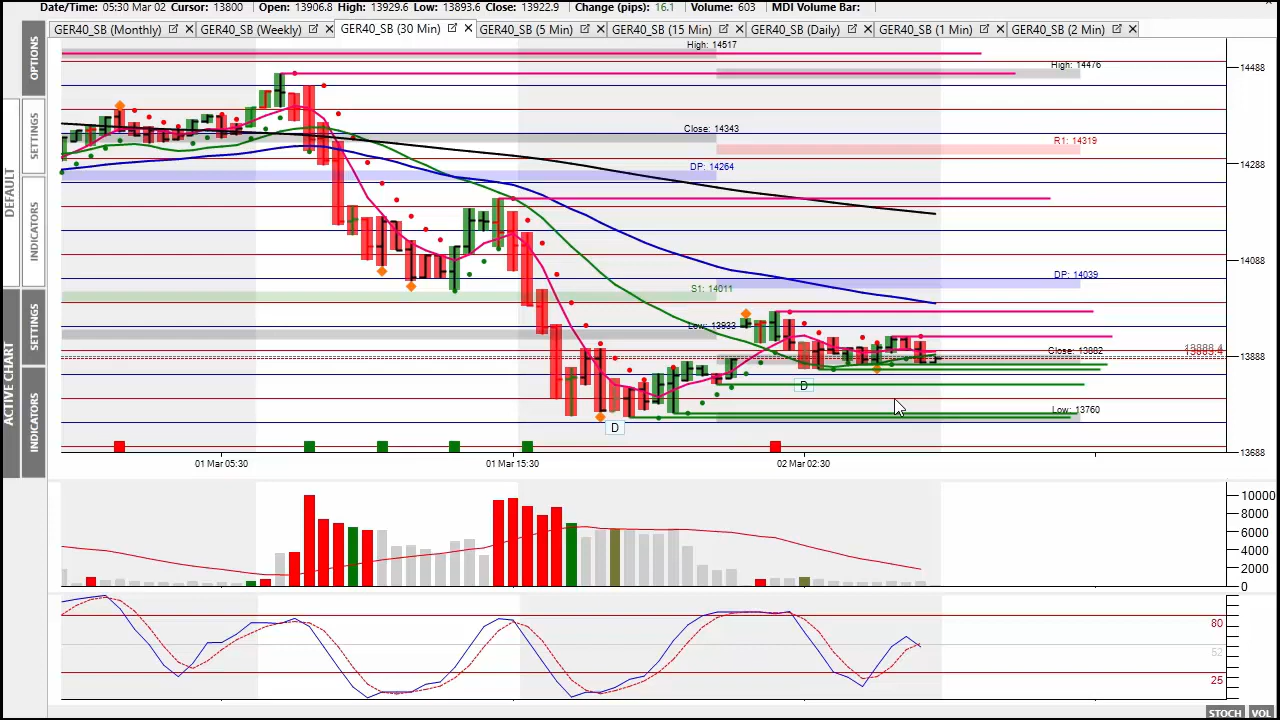 Date/Time: 05:30 Mar 02 Cursor: 13800 Open: 13906.8 High: 13929.6 Low: 13893.6 Close: 13922.9 Change (pips): 16.1 Volume: 603 MDI Volume Bar:
GER40_SB (Monthly) GER40_SB (Weekly) GER40_SB (30 Min) GER40_SB (5 Min) GER40_SB (15 Min) GER40_SB (Daily) GER40_SB (1 Min) GER40_SB (2 Min)
OPTIONS
SETTINGS
INDICATORS
DEFAULT
SETTINGS
INDICATORS
ACTIVE CHART
High: 14517
High: 14476
14488
Close: 14343
R1: 14319
DP: 14264
14288
14088
DP: 14039
S1: 14011
Low: 13933
Close: 13882
13888
D
D
Low: 13760
13688
01 Mar 05:30 01 Mar 15:30 02 Mar 02:30
10000
8000
6000
4000
2000
0
80
52
25
STOCH VOL